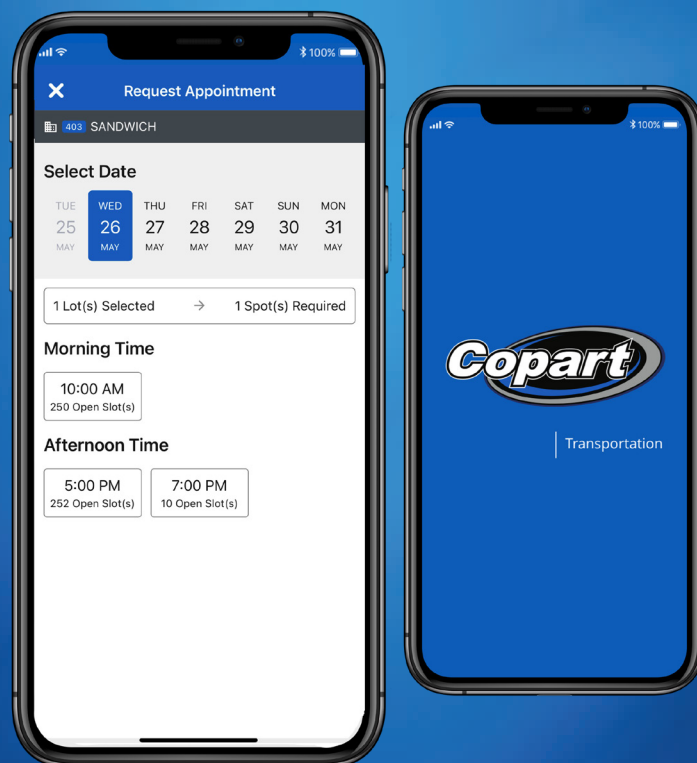 100%
Request Appointment
403 SANDWICH
Select Date
TUE WED THU FRI SAT SUN MON
25 26 27 28 29 30 31
MAY MAY MAY MAY MAY MAY MAY
1 Lot(s) Selected → 1 Spot(s) Required
Morning Time
10:00 AM
250 Open Slot(s)
Afternoon Time
5:00 PM 7:00 PM
252 Open Slot(s) 10 Open Slot(s)
100%
Copart
Transportation